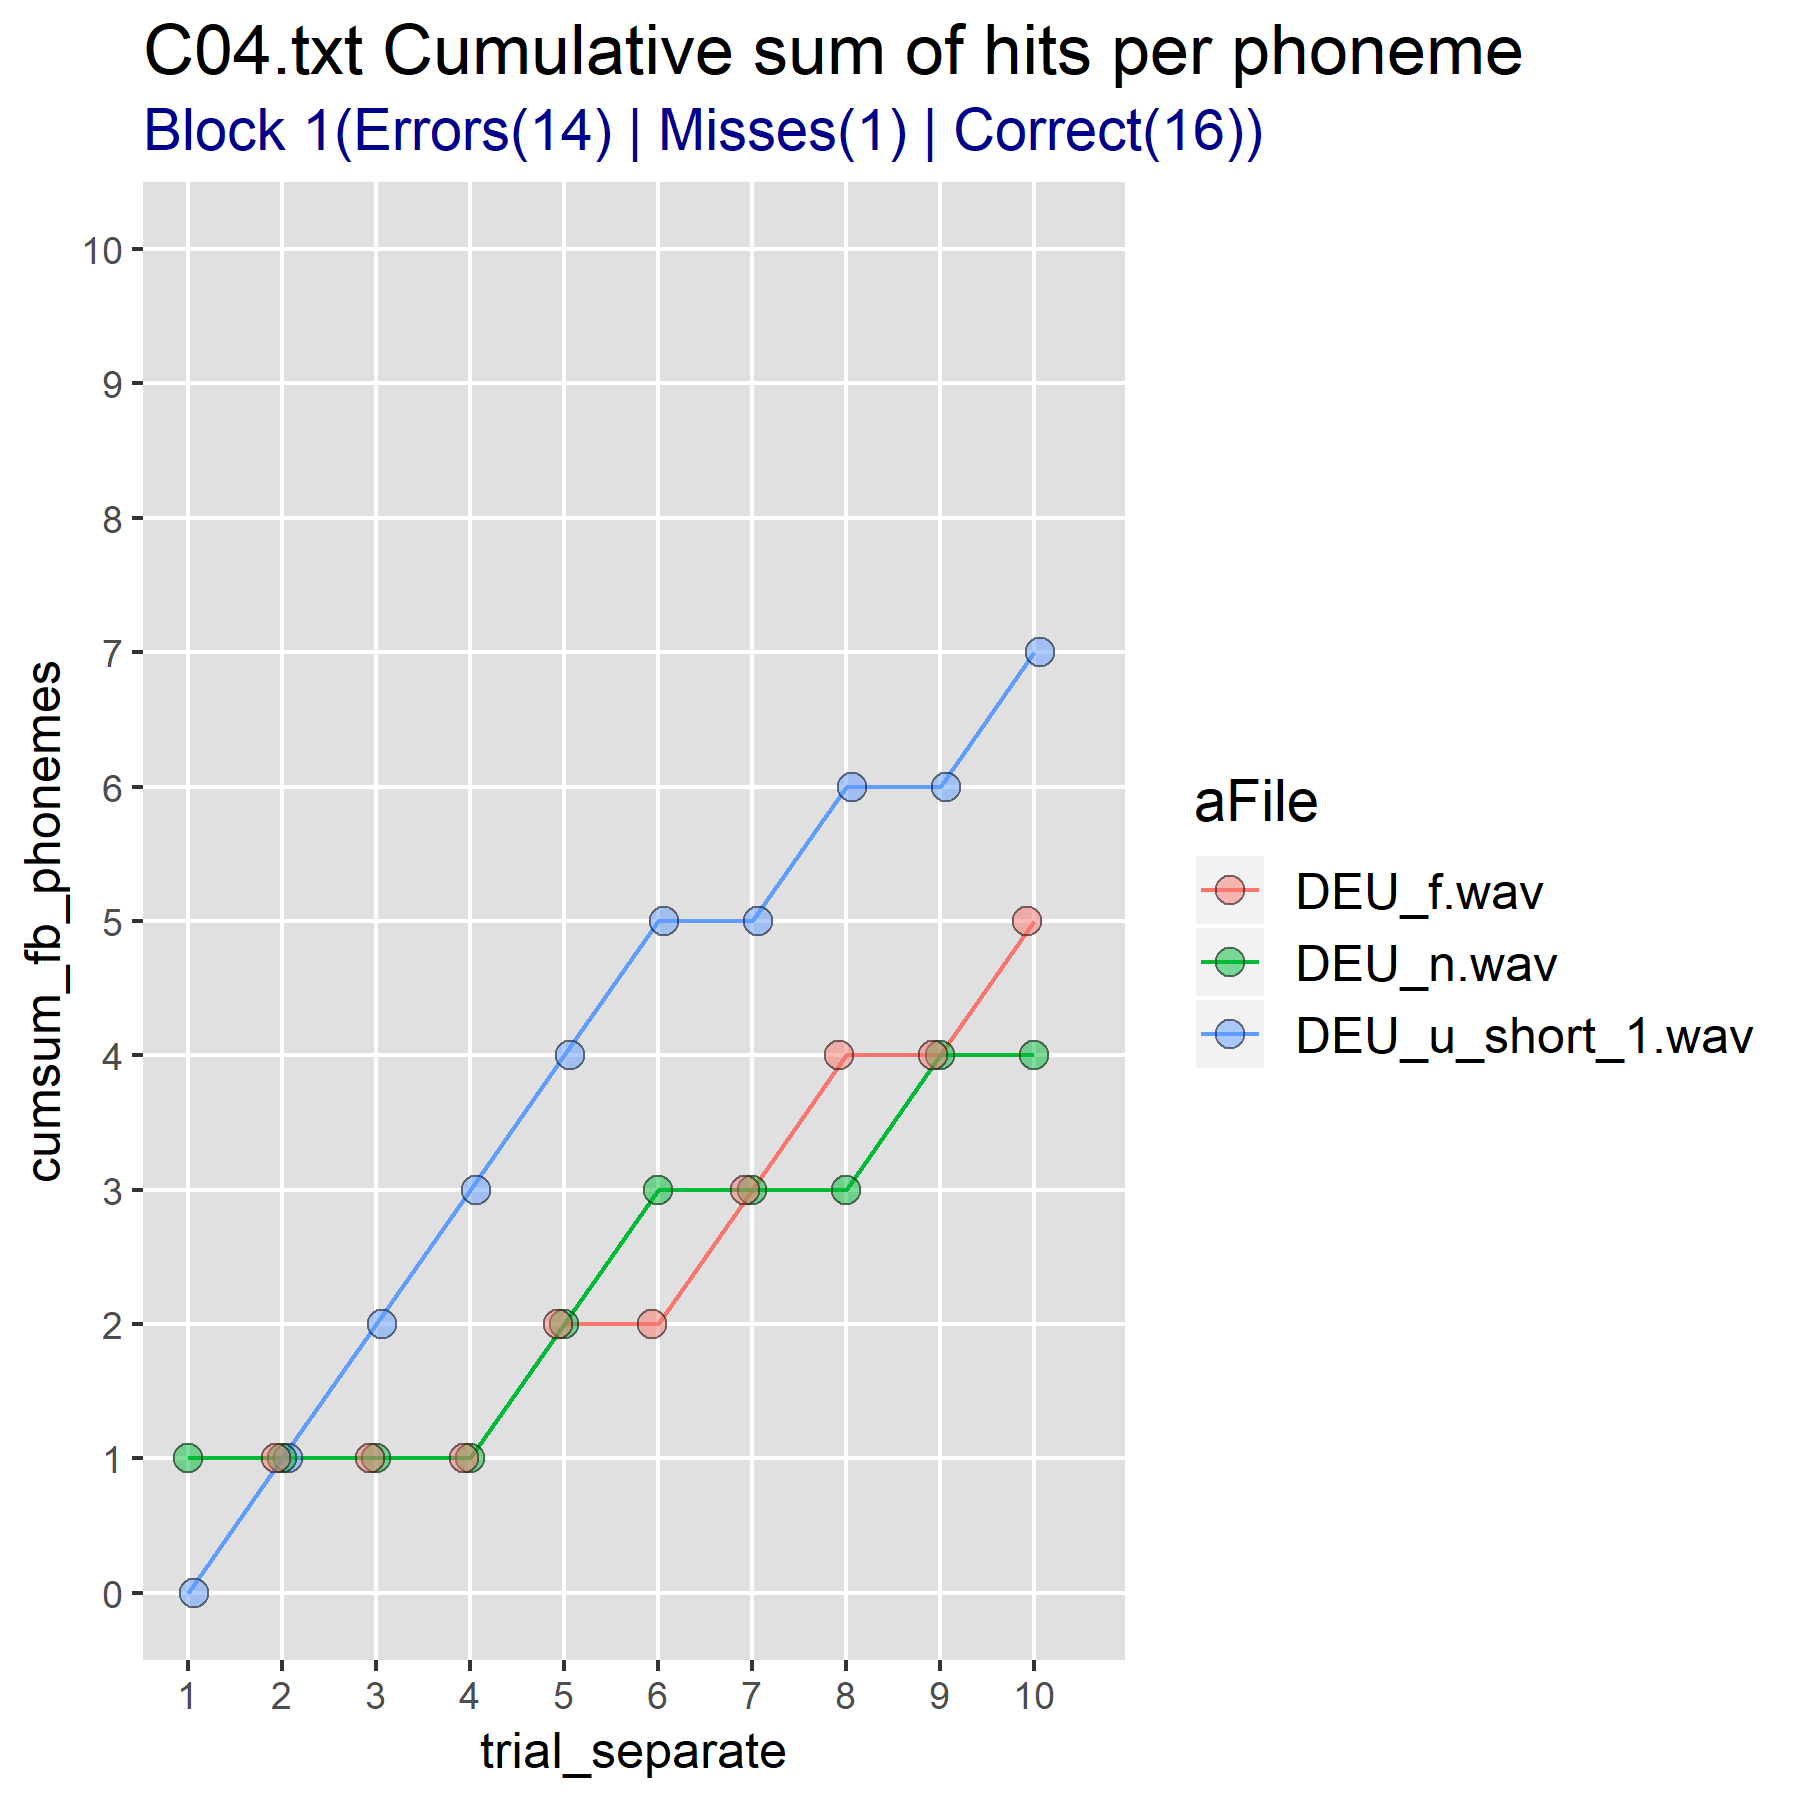 C04.txt Cumulative sum of hits per phoneme
Block 1(Errors(14) | Misses(1) | Correct(16))
cumsum_fb_phonemes
10
9
8
7
6
5
4
3
2
1
0
1 2 3 4 5 6 7 8 9 10
trial_separate
aFile
DEU_f.wav
DEU_n.wav
DEU_u_short_1.wav